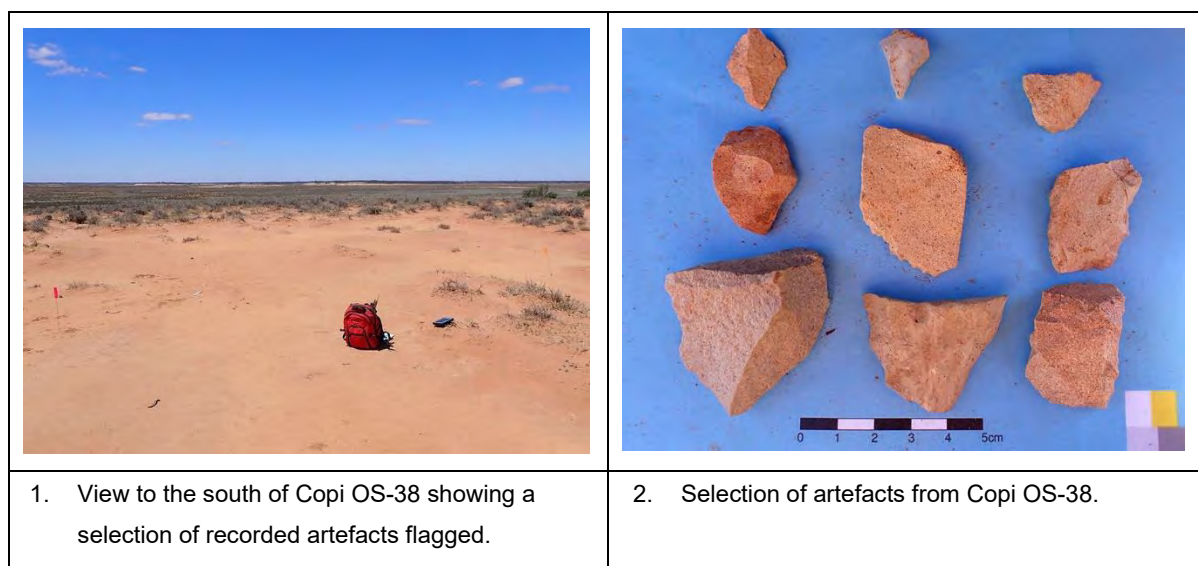 0 1 2 3 4 5cm
1. View to the south of Copi OS-38 showing a
selection of recorded artefacts flagged.
2. Selection of artefacts from Copi OS-38.